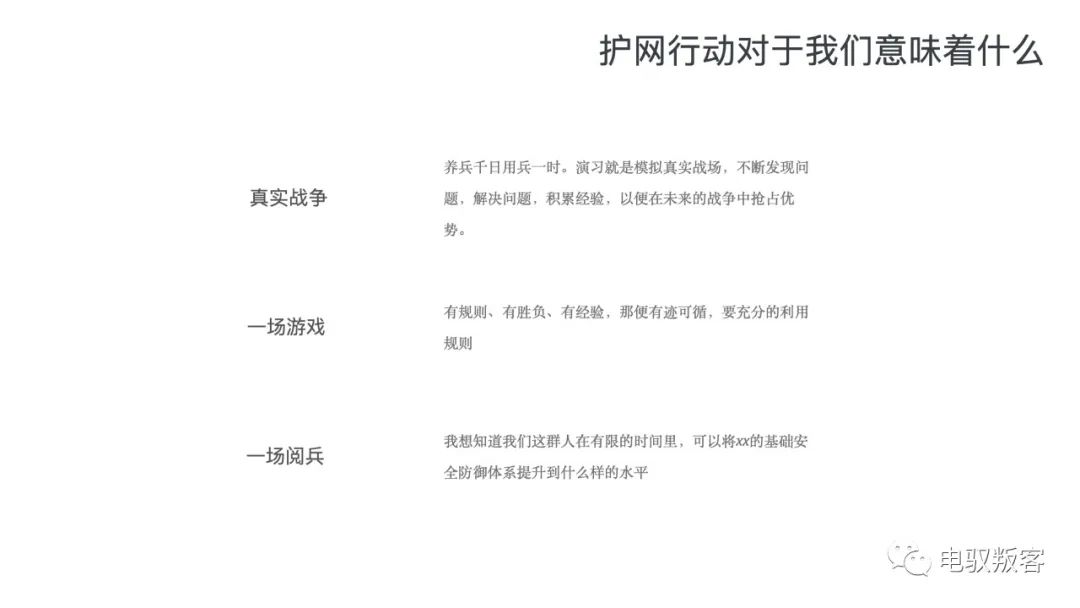 护网行动对于我们意味着什么
真实战争
养兵千日用兵一时。演习就是模拟真实战场，不断发现问
题，解决问题，积累经验，以便在未来的战争中抢占优
势。
一场游戏
有规则、有胜负、有经验，那便有迹可循，要充分的利用
规则
一场阅兵
我想知道我们这群人在有限的时间里，可以将xx的基础安
全防御体系提升到什么样的水平
电驭叛客